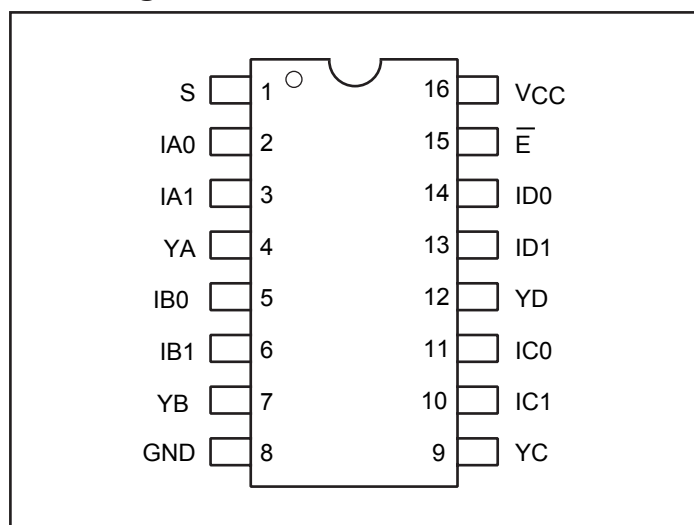 S 1 16 VCC
IA0 2 15 E̅
IA1 3 14 ID0
YA 4 13 ID1
IB0 5 12 YD
IB1 6 11 IC0
YB 7 10 IC1
GND 8 9 YC